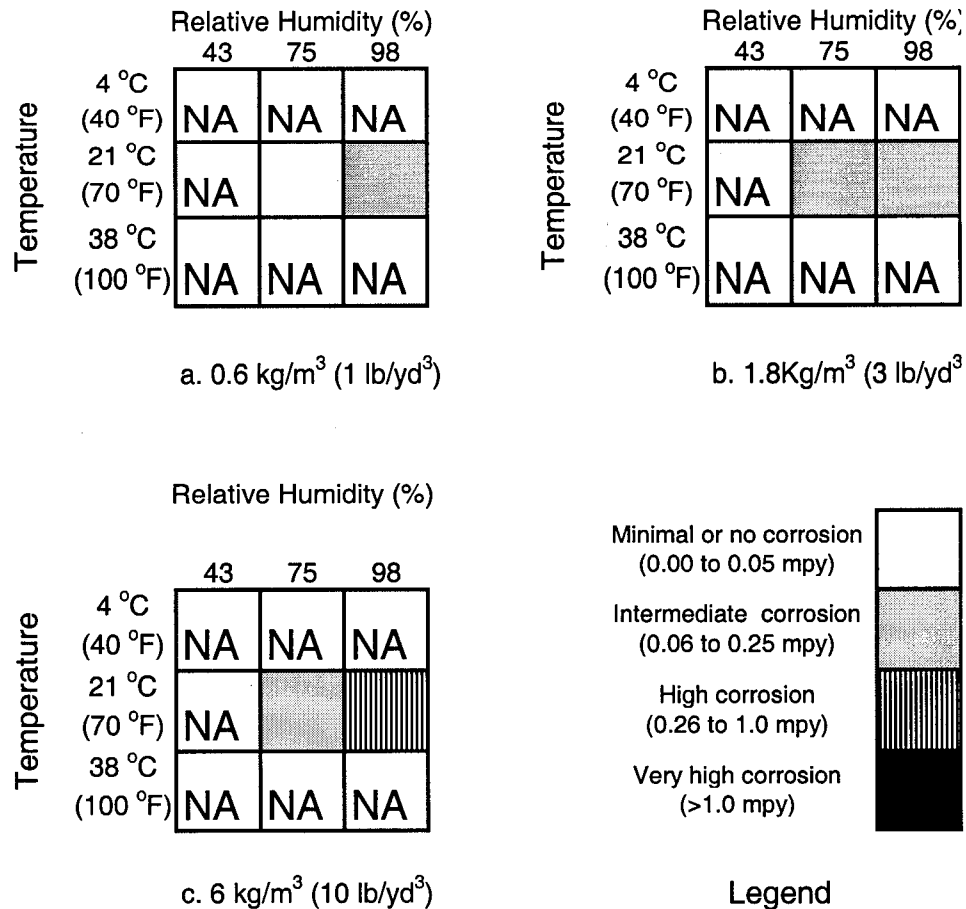 Relative Humidity (%)
43 75 98
Temperature
4 °C
(40 °F) NA NA NA
21 °C
(70 °F) NA
38 °C
(100 °F) NA NA NA
a. 0.6 kg/m³ (1 lb/yd³)
Relative Humidity (%)
43 75 98
Temperature
4 °C
(40 °F) NA NA NA
21 °C
(70 °F) NA
38 °C
(100 °F) NA NA NA
b. 1.8Kg/m³ (3 lb/yd³
Relative Humidity (%)
43 75 98
Temperature
4 °C
(40 °F) NA NA NA
21 °C
(70 °F) NA
38 °C
(100 °F) NA NA NA
c. 6 kg/m³ (10 lb/yd³)
Minimal or no corrosion
(0.00 to 0.05 mpy)
Intermediate corrosion
(0.06 to 0.25 mpy)
High corrosion
(0.26 to 1.0 mpy)
Very high corrosion
(>1.0 mpy)
Legend